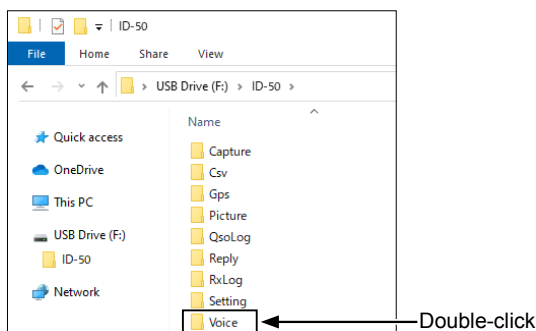 ID-50
File Home Share View
USB Drive (F:) > ID-50 >
Name
Quick access
OneDrive
This PC
USB Drive (F:)
ID-50
Network
Capture
Csv
Gps
Picture
QsoLog
Reply
RxLog
Setting
Voice
Double-click